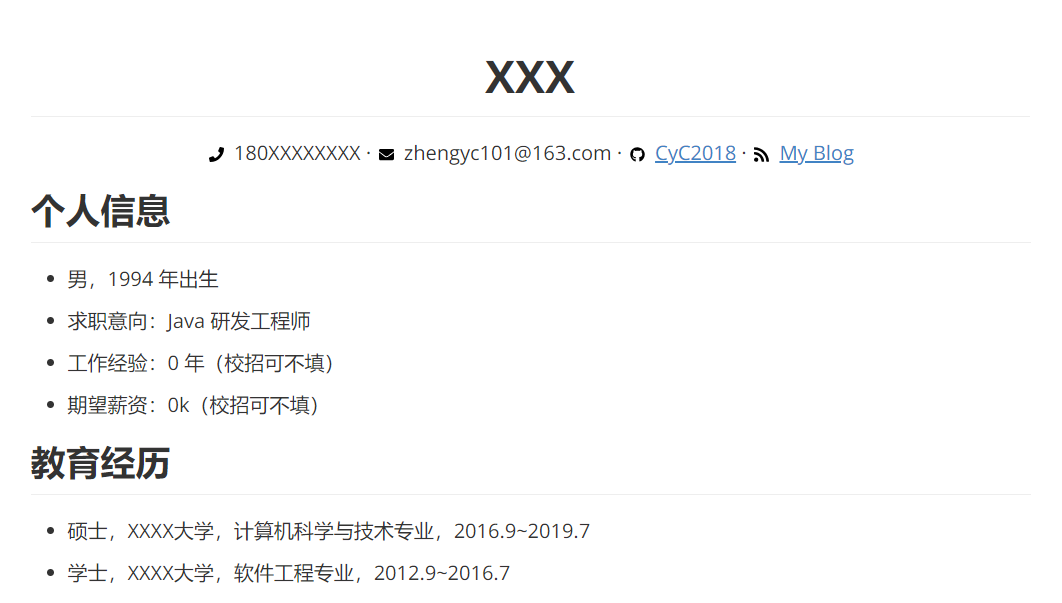 XXX
180XXXXXXXX · zhengyc101@163.com · CyC2018 · My Blog
个人信息
男，1994 年出生
求职意向：Java 研发工程师
工作经验：0 年（校招可不填）
期望薪资：0k（校招可不填）
教育经历
硕士，XXXX大学，计算机科学与技术专业，2016.9~2019.7
学士，XXXX大学，软件工程专业，2012.9~2016.7